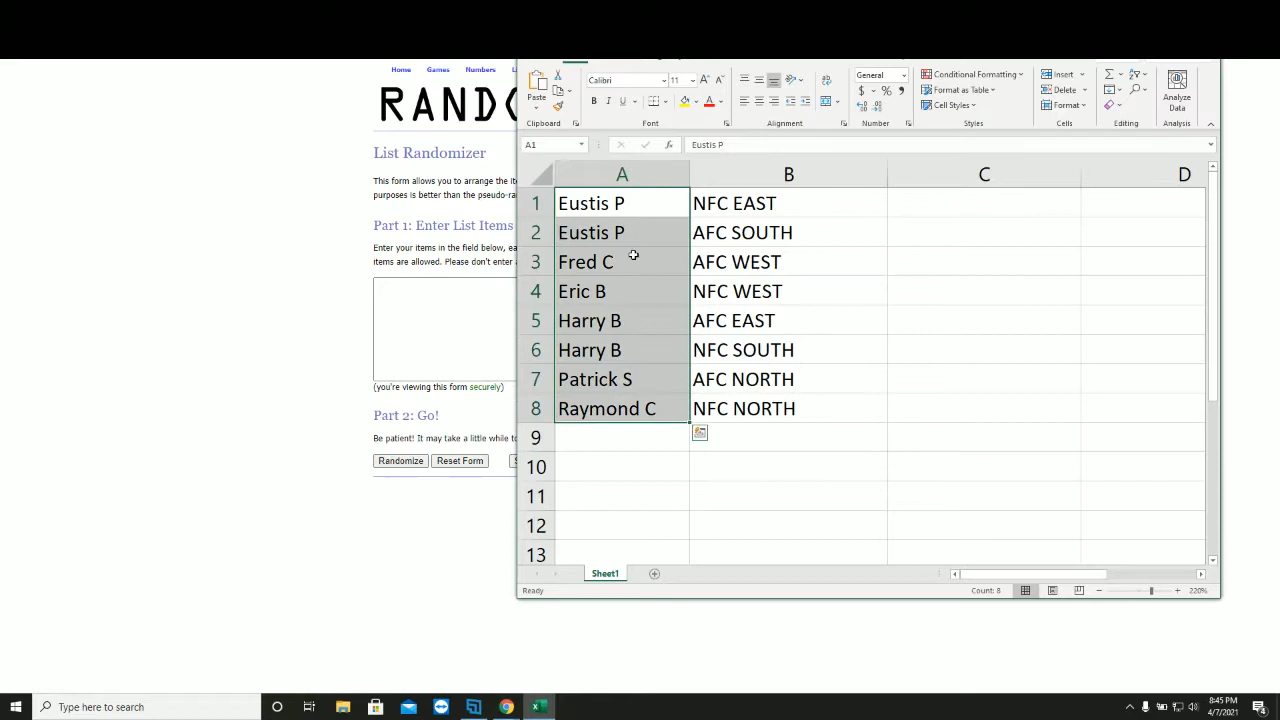 Home Games Numbers
RANDO
List Randomizer
This form allows you to arrange the ite
purposes is better than the pseudo-ra
Part 1: Enter List Items
Enter your items in the field below, ea
items are allowed. Please don't enter
(you're viewing this form securely)
Part 2: Go!
Be patient! It may take a little while to
Randomize Reset Form
Paste
Clipboard
Calibri 11
B I U
Font
Alignment
General
$ % ,
Number
Conditional Formatting
Format as Table
Cell Styles
Styles
Insert
Delete
Format
Cells
Editing
Analyze
Data
Analysis
A1 fx Eustis P
A B C D
1 Eustis P NFC EAST
2 Eustis P AFC SOUTH
3 Fred C AFC WEST
4 Eric B NFC WEST
5 Harry B AFC EAST
6 Harry B NFC SOUTH
7 Patrick S AFC NORTH
8 Raymond C NFC NORTH
9
10
11
12
13
Sheet1
Ready Count: 8 220%
Type here to search
8:45 PM
4/7/2021
4